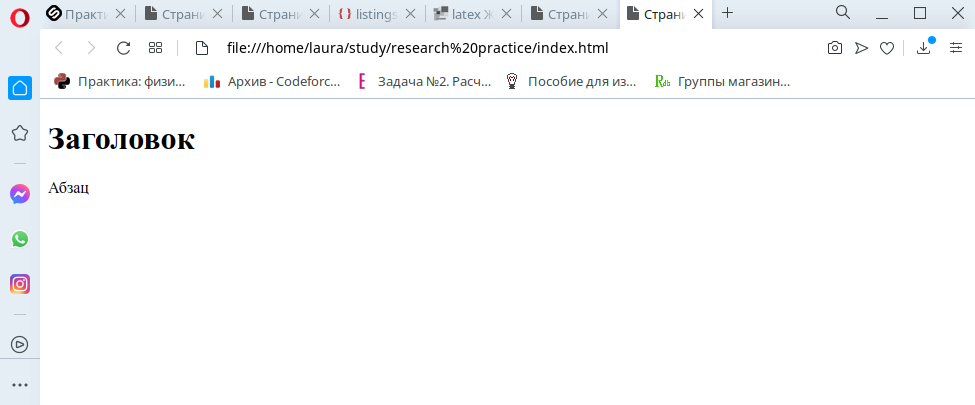 Практи Страни Страни listings latex Ж Страни Страни
file:///home/laura/study/research%20practice/index.html
Практика: физи... Архив - Codeforc... Задача №2. Расч... Пособие для из... Группы магазин...
Заголовок
Абзац